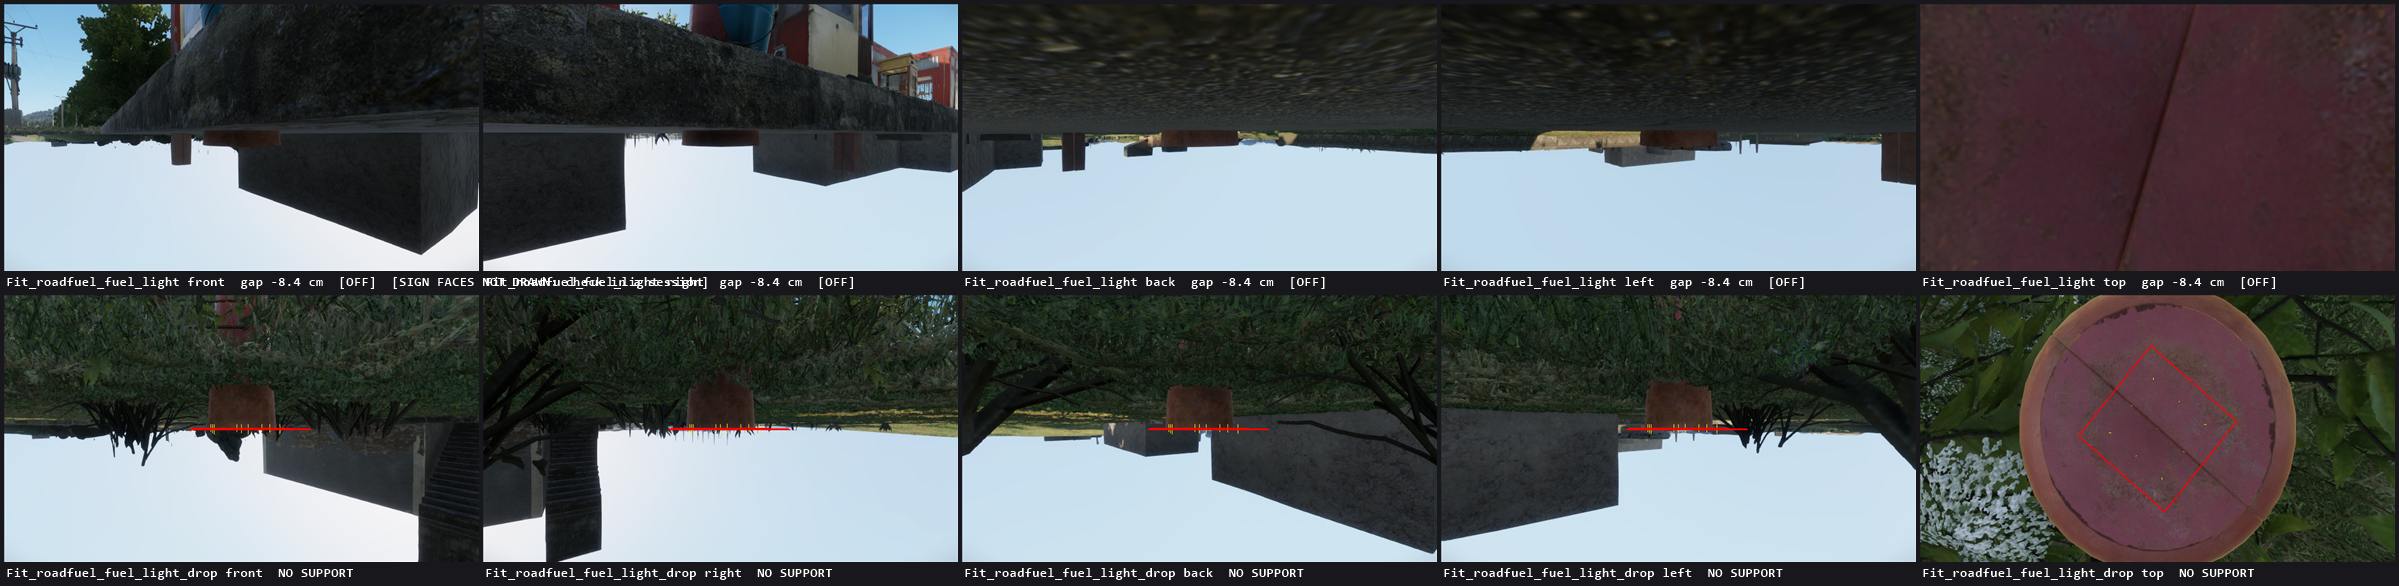 Fit_roadfuel_fuel_light front  gap -8.4 cm  [OFF]  [SIGN FACES
gap -8.4 cm  [OFF]
Fit_roadfuel_fuel_light back  gap -8.4 cm  [OFF]
Fit_roadfuel_fuel_light left  gap -8.4 cm  [OFF]
Fit_roadfuel_fuel_light top  gap -8.4 cm  [OFF]
Fit_roadfuel_fuel_light_drop front  NO SUPPORT
Fit_roadfuel_fuel_light_drop right  NO SUPPORT
Fit_roadfuel_fuel_light_drop back  NO SUPPORT
Fit_roadfuel_fuel_light_drop left  NO SUPPORT
Fit_roadfuel_fuel_light_drop top  NO SUPPORT